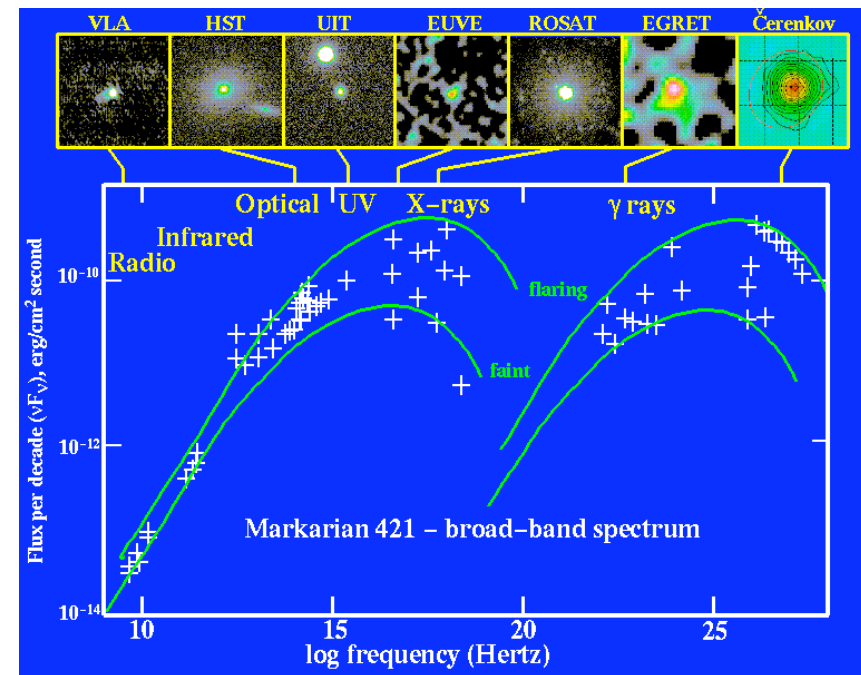 VLA HST UIT EUVE ROSAT EGRET Čerenkov
Optical UV X-rays γ rays
Infrared
Radio
10⁻¹⁰
flaring
faint
10⁻¹²
Markarian 421 - broad-band spectrum
10⁻¹⁴
10 15 20 25
log frequency (Hertz)
Flux per decade (νFν), erg/cm² second